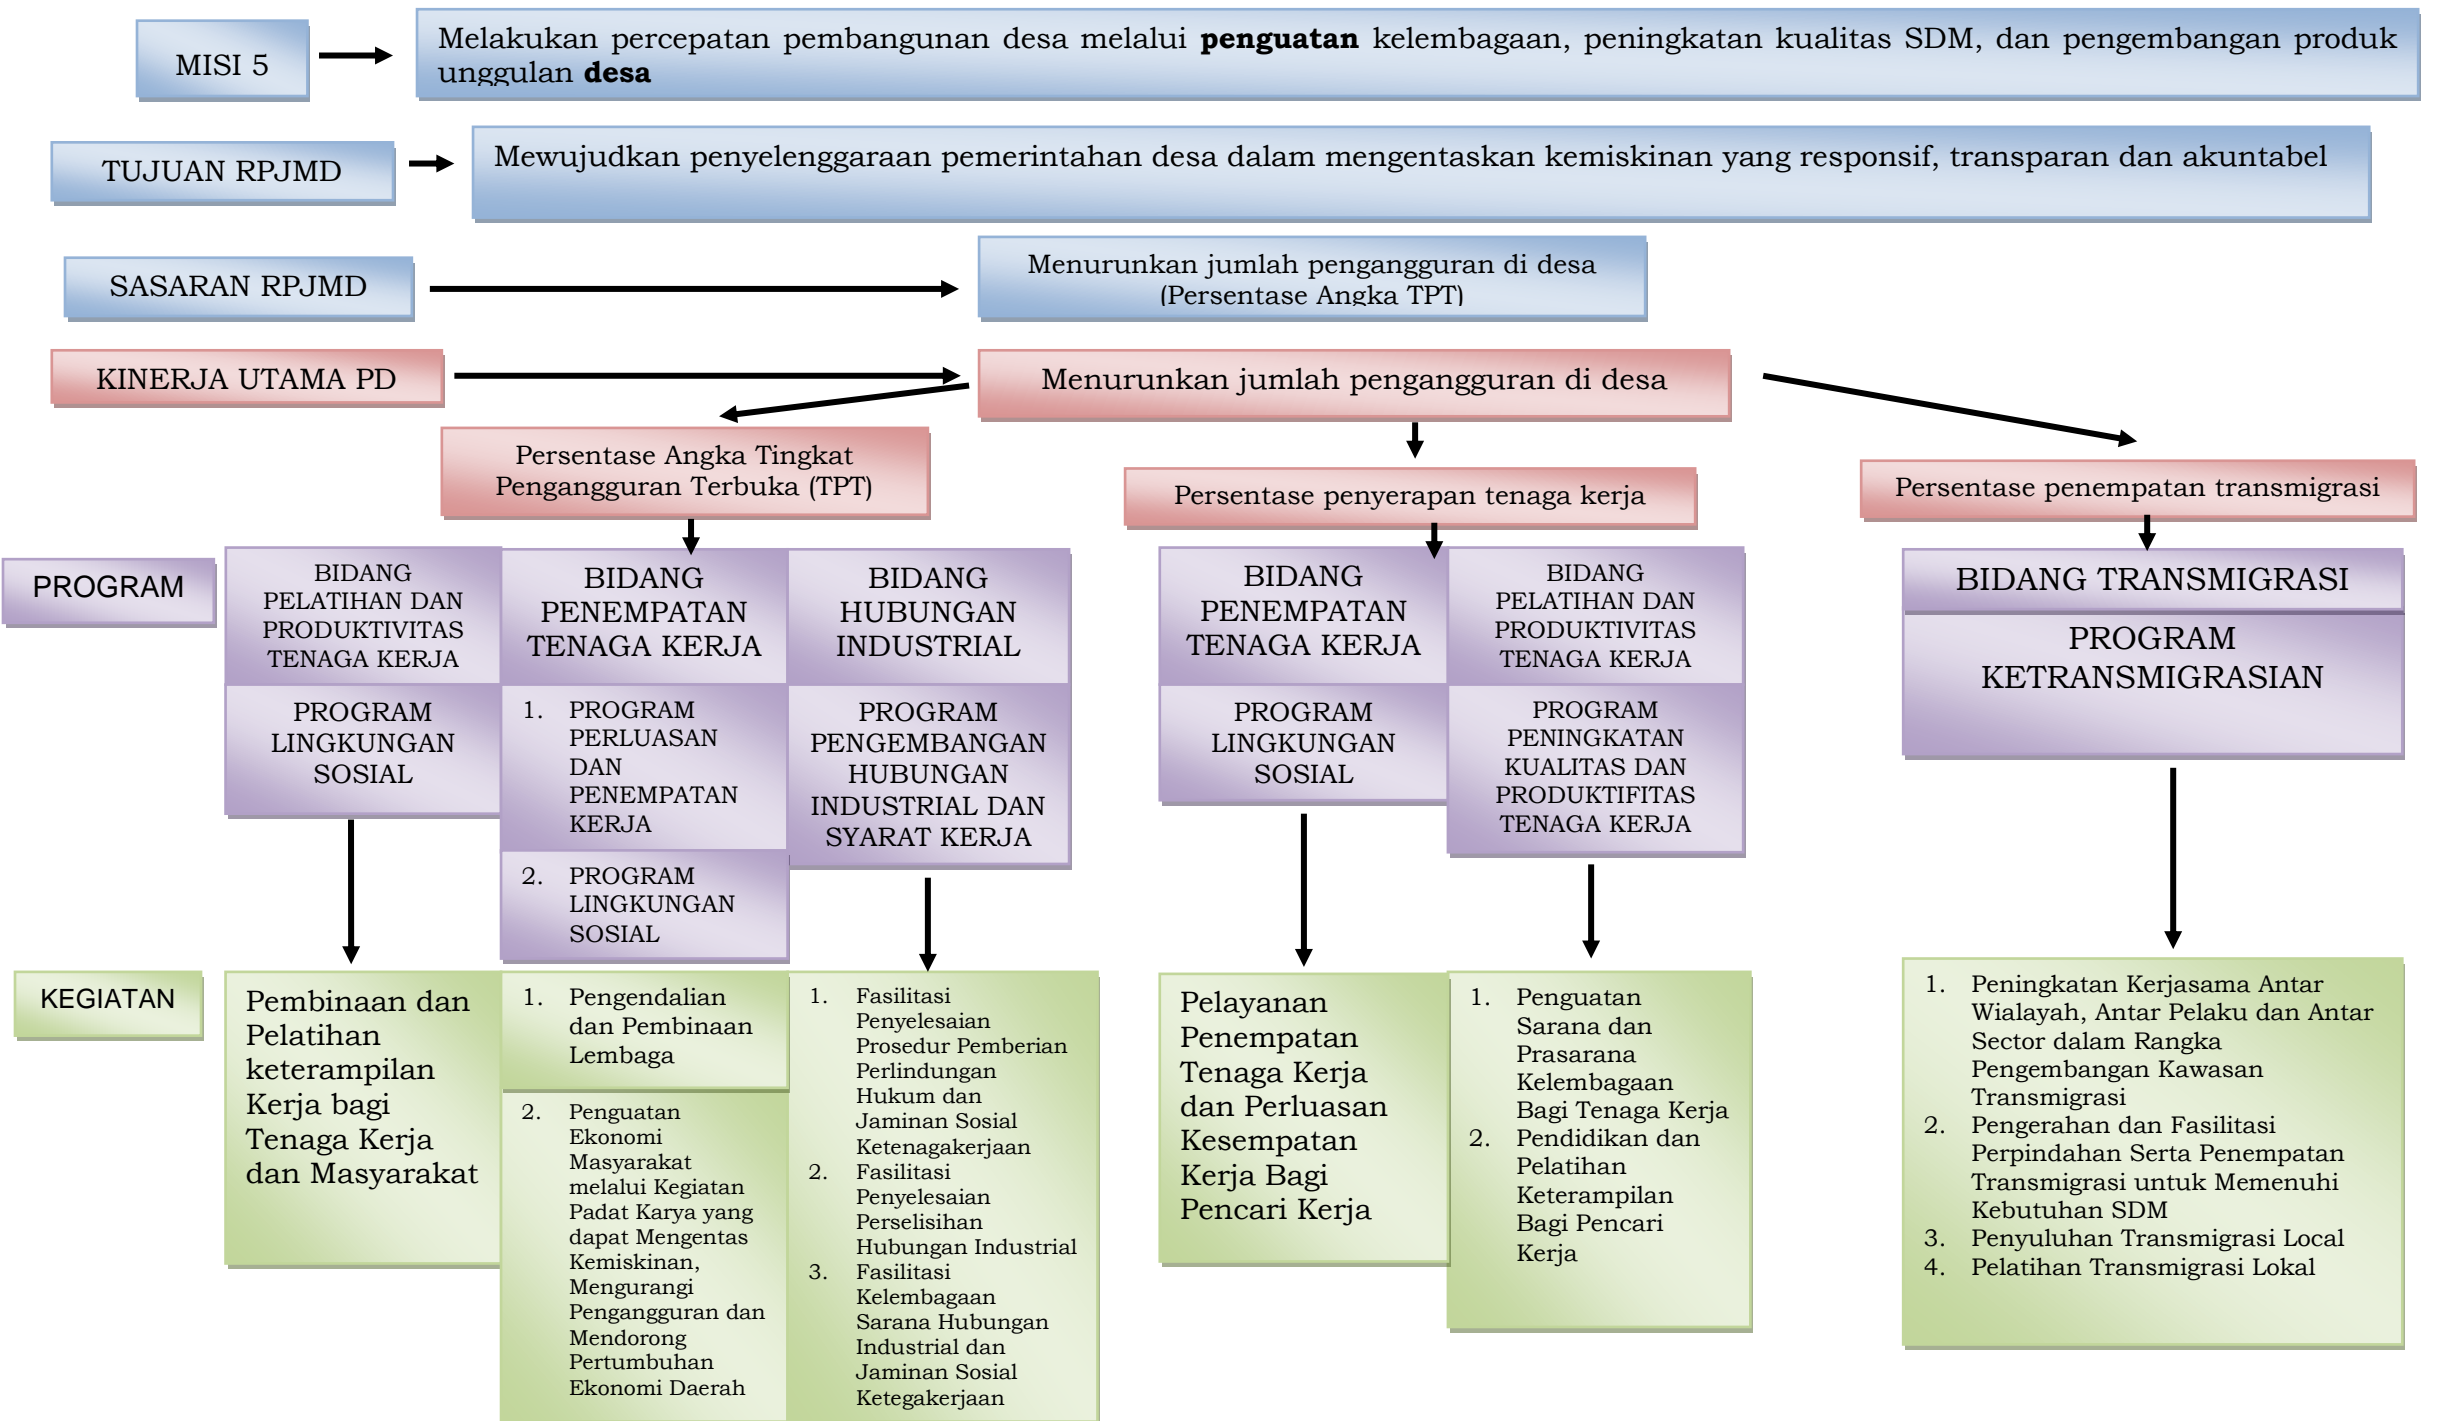 MISI 5
Melakukan percepatan pembangunan desa melalui penguatan kelembagaan, peningkatan kualitas SDM, dan pengembangan produk
unggulan desa
TUJUAN RPJMD
Mewujudkan penyelenggaraan pemerintahan desa dalam mengentaskan kemiskinan yang responsif, transparan dan akuntabel
SASARAN RPJMD
Menurunkan jumlah pengangguran di desa
(Persentase Angka TPT)
KINERJA UTAMA PD
Menurunkan jumlah pengangguran di desa
Persentase Angka Tingkat
Pengangguran Terbuka (TPT)
Persentase penyerapan tenaga kerja
Persentase penempatan transmigrasi
PROGRAM
BIDANG
PELATIHAN DAN
PRODUKTIVITAS
TENAGA KERJA
BIDANG
PENEMPATAN
TENAGA KERJA
BIDANG
HUBUNGAN
INDUSTRIAL
BIDANG
PENEMPATAN
TENAGA KERJA
BIDANG
PELATIHAN DAN
PRODUKTIVITAS
TENAGA KERJA
BIDANG TRANSMIGRASI
PROGRAM
KETRANSMIGRASIAN
PROGRAM
LINGKUNGAN
SOSIAL
1. PROGRAM
PERLUASAN
DAN
PENEMPATAN
KERJA
2. PROGRAM
LINGKUNGAN
SOSIAL
PROGRAM
PENGEMBANGAN
HUBUNGAN
INDUSTRIAL DAN
SYARAT KERJA
PROGRAM
LINGKUNGAN
SOSIAL
PROGRAM
PENINGKATAN
KUALITAS DAN
PRODUKTIFITAS
TENAGA KERJA
KEGIATAN
Pembinaan dan
Pelatihan
keterampilan
Kerja bagi
Tenaga Kerja
dan Masyarakat
1. Pengendalian
dan Pembinaan
Lembaga
2. Penguatan
Ekonomi
Masyarakat
melalui Kegiatan
Padat Karya yang
dapat Mengentas
Kemiskinan,
Mengurangi
Pengangguran dan
Mendorong
Pertumbuhan
Ekonomi Daerah
1. Fasilitasi
Penyelesaian
Prosedur Pemberian
Perlindungan
Hukum dan
Jaminan Sosial
Ketenagakerjaan
2. Fasilitasi
Penyelesaian
Perselisihan
Hubungan Industrial
3. Fasilitasi
Kelembagaan
Sarana Hubungan
Industrial dan
Jaminan Sosial
Ketegakerjaan
Pelayanan
Penempatan
Tenaga Kerja
dan Perluasan
Kesempatan
Kerja Bagi
Pencari Kerja
1. Penguatan
Sarana dan
Prasarana
Kelembagaan
Bagi Tenaga Kerja
2. Pendidikan dan
Pelatihan
Keterampilan
Bagi Pencari
Kerja
1. Peningkatan Kerjasama Antar
Wialayah, Antar Pelaku dan Antar
Sector dalam Rangka
Pengembangan Kawasan
Transmigrasi
2. Pengerahan dan Fasilitasi
Perpindahan Serta Penempatan
Transmigrasi untuk Memenuhi
Kebutuhan SDM
3. Penyuluhan Transmigrasi Local
4. Pelatihan Transmigrasi Lokal